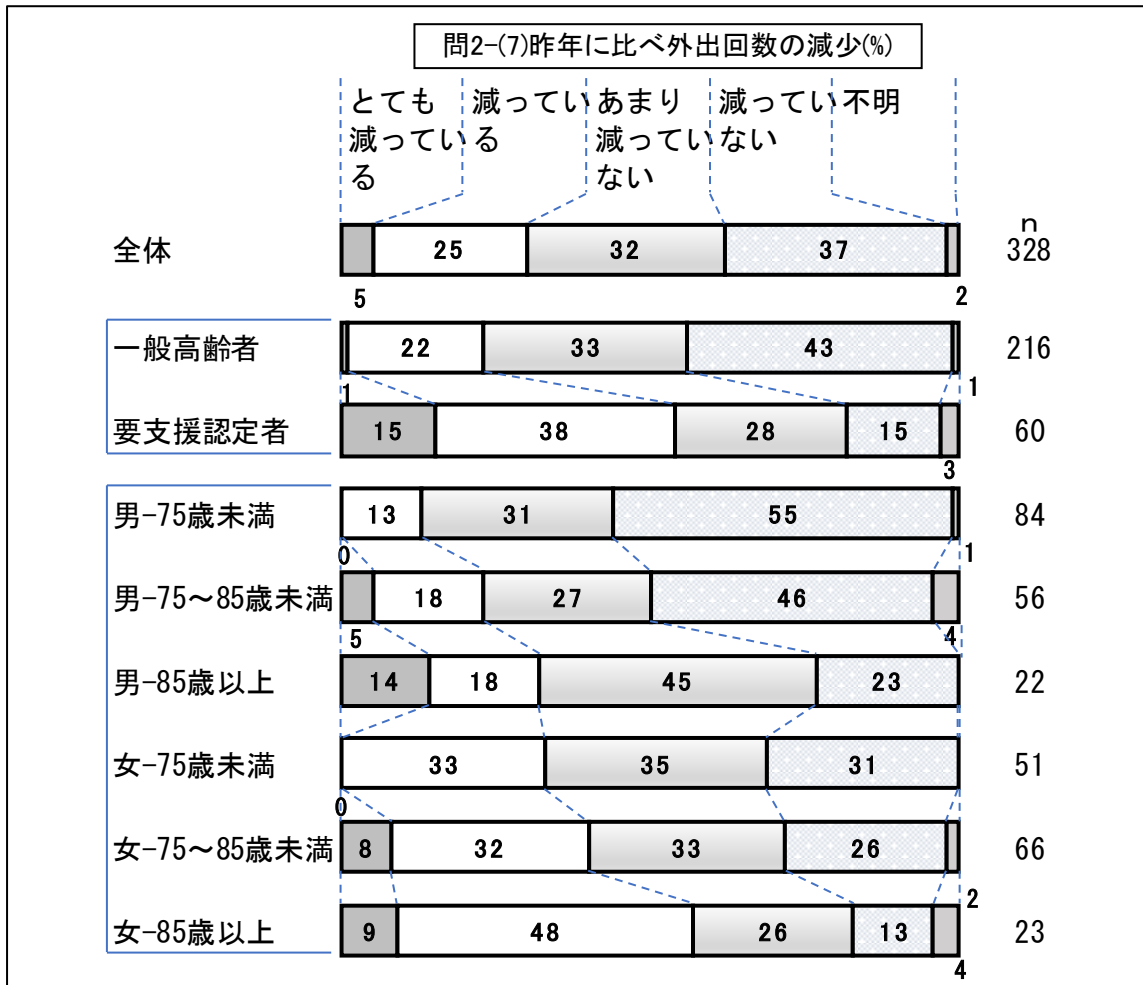 問2-(7)昨年に比べ外出回数の減少(%)
とても減っている 減っている あまり減っていない 減っていない 不明
n
全体 25 32 37 328
5 2
一般高齢者 22 33 43 216
1 1
要支援認定者 15 38 28 15 60
3
男-75歳未満 13 31 55 84
0 1
男-75～85歳未満 18 27 46 56
5 4
男-85歳以上 14 18 45 23 22
女-75歳未満 33 35 31 51
0
女-75～85歳未満 8 32 33 26 66
2
女-85歳以上 9 48 26 13 23
4